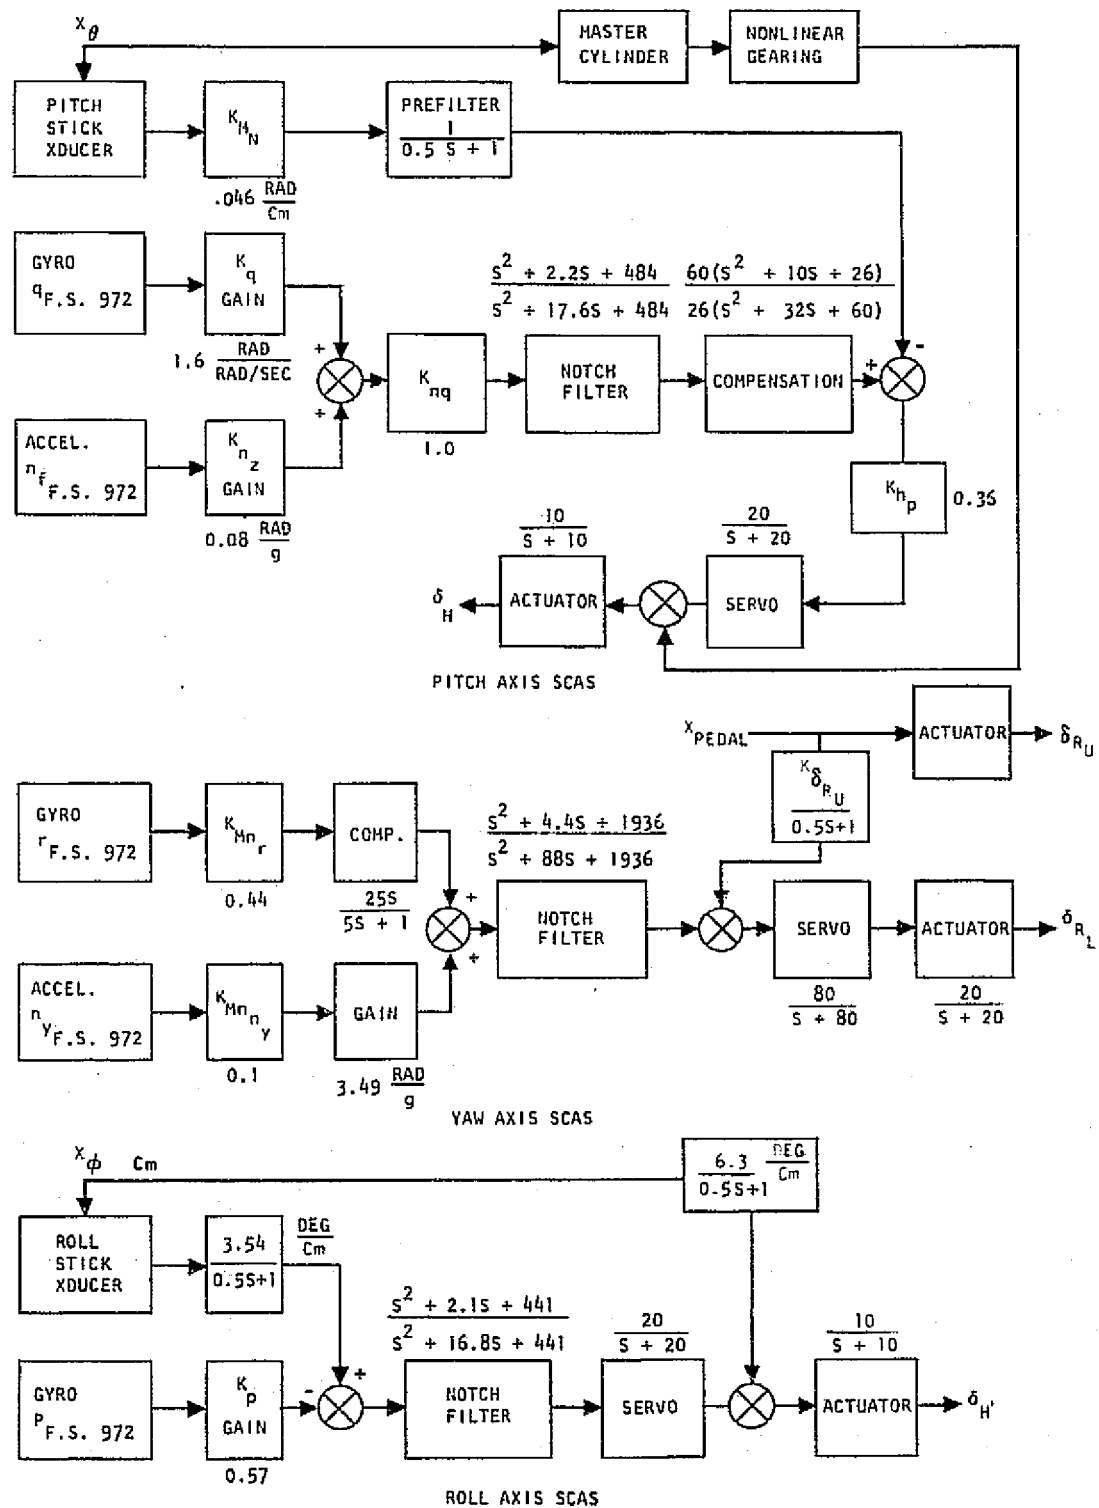 X_θ
MASTER
CYLINDER
NONLINEAR
GEARING
PITCH
STICK
XDUCER
K_M_N
.046 RAD/Cm
PREFILTER
1/(0.5 S + 1)
GYRO
q_F.S. 972
K_q
GAIN
1.6 RAD/(RAD/SEC)
+
+
ACCEL.
n_f_F.S. 972
K_n_z
GAIN
0.08 RAD/g
K_nq
1.0
(S² + 2.2S + 484)/(S² + 17.6S + 484)
60(S² + 10S + 26)/26(S² + 32S + 60)
NOTCH
FILTER
COMPENSATION
+
-
K_h_p
0.36
20/(S + 20)
SERVO
10/(S + 10)
ACTUATOR
δ_H
PITCH AXIS SCAS
X_PEDAL
ACTUATOR
δ_R_U
K_δ_R_U/(0.5S+1)
GYRO
r_F.S. 972
K_Mn_r
0.44
COMP.
25S/(5S + 1)
+
+
ACCEL.
n_y_F.S. 972
K_Mn_n_y
0.1
GAIN
3.49 RAD/g
(S² + 4.4S + 1936)/(S² + 88S + 1936)
NOTCH
FILTER
SERVO
80/(S + 80)
ACTUATOR
20/(S + 20)
δ_R_L
YAW AXIS SCAS
X_φ Cm
6.3/(0.5S+1) DEG/Cm
ROLL
STICK
XDUCER
3.54/(0.5S+1)
DEG/Cm
+
-
GYRO
P_F.S. 972
K_p
GAIN
0.57
(S² + 2.1S + 441)/(S² + 16.8S + 441)
NOTCH
FILTER
20/(S + 20)
SERVO
10/(S + 10)
ACTUATOR
δ_H'
ROLL AXIS SCAS